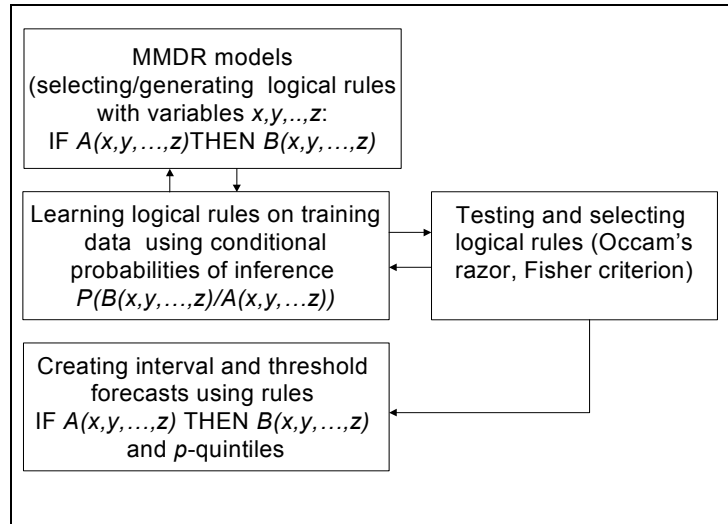 MMDR models
(selecting/generating logical rules
with variables x,y,..,z:
IF A(x,y,…,z)THEN B(x,y,…,z)
Learning logical rules on training
data using conditional
probabilities of inference
P(B(x,y,…,z)/A(x,y,…z))
Testing and selecting
logical rules (Occam's
razor, Fisher criterion)
Creating interval and threshold
forecasts using rules
IF A(x,y,…,z) THEN B(x,y,…,z)
and p-quintiles